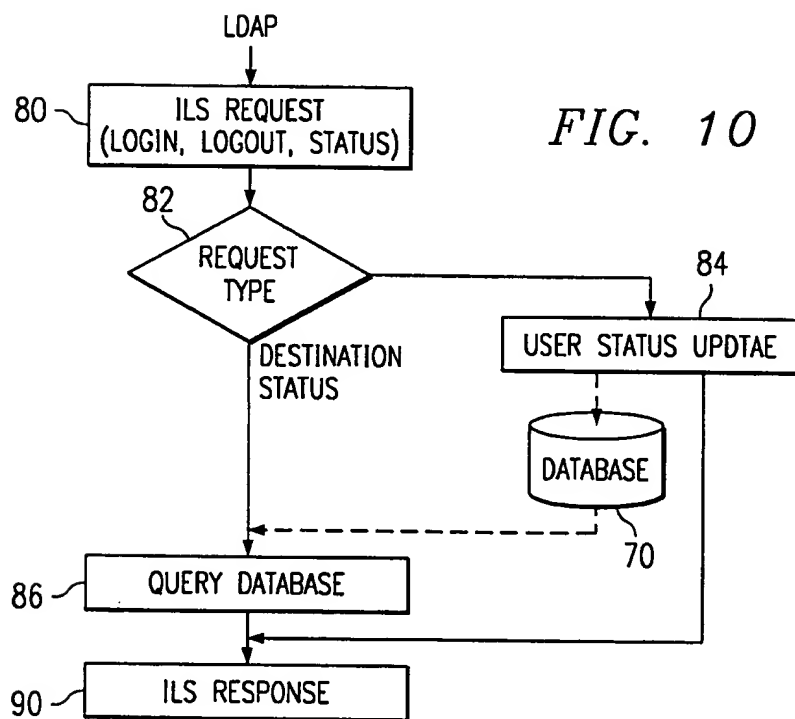 LDAP
80
ILS REQUEST
(LOGIN, LOGOUT, STATUS)
FIG. 10
82
REQUEST
TYPE
84
USER STATUS UPDTAE
DESTINATION
STATUS
DATABASE
70
86
QUERY DATABASE
90
ILS RESPONSE